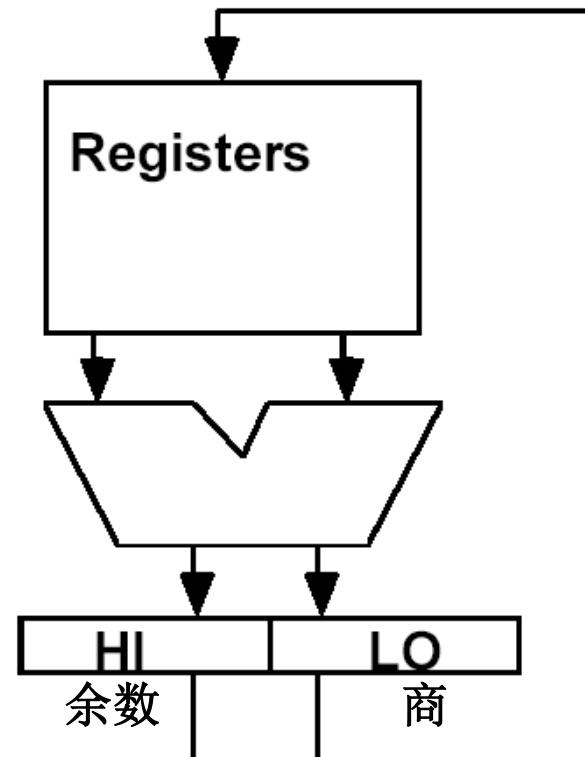 Registers
HI LO
余数 商